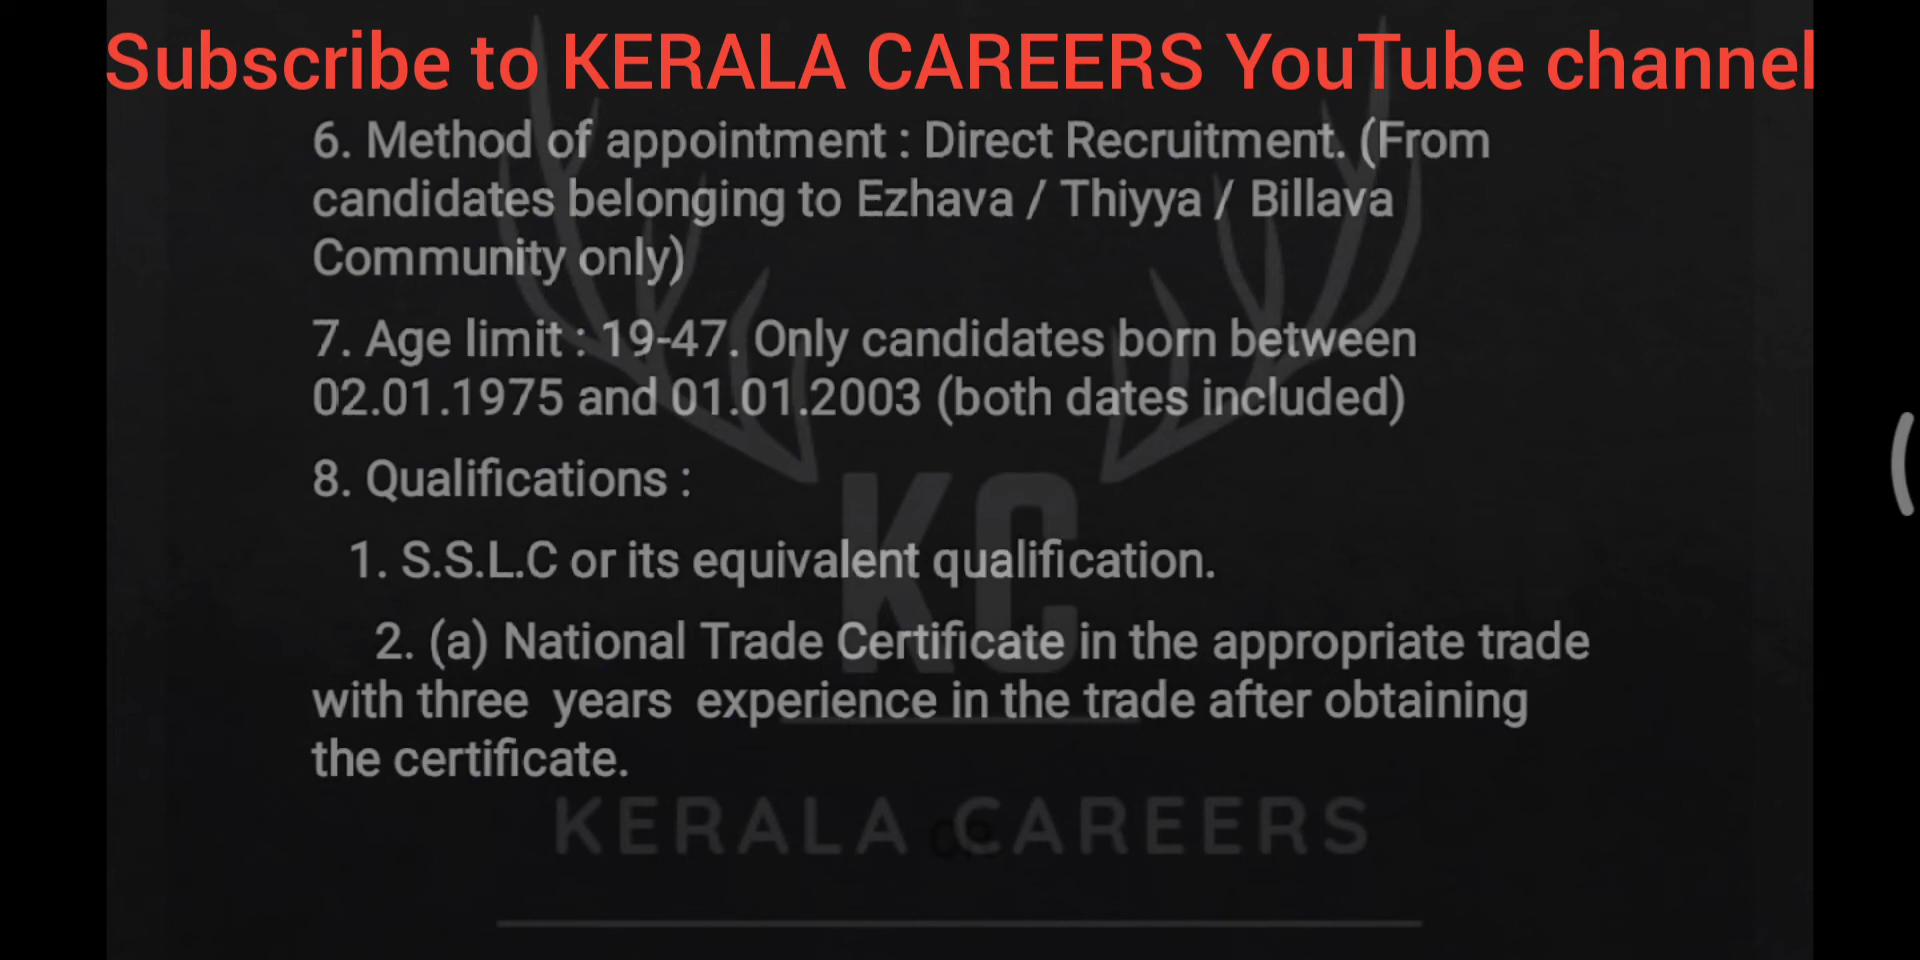 Subscribe to KERALA CAREERS YouTube channel
6. Method of appointment : Direct Recruitment. (From
candidates belonging to Ezhava / Thiyya / Billava
Community only)
7. Age limit : 19-47. Only candidates born between
02.01.1975 and 01.01.2003 (both dates included)
8. Qualifications :
KC
1. S.S.L.C or its equivalent qualification.
2. (a) National Trade Certificate in the appropriate trade
with three years experience in the trade after obtaining
the certificate.
KERALA CAREERS